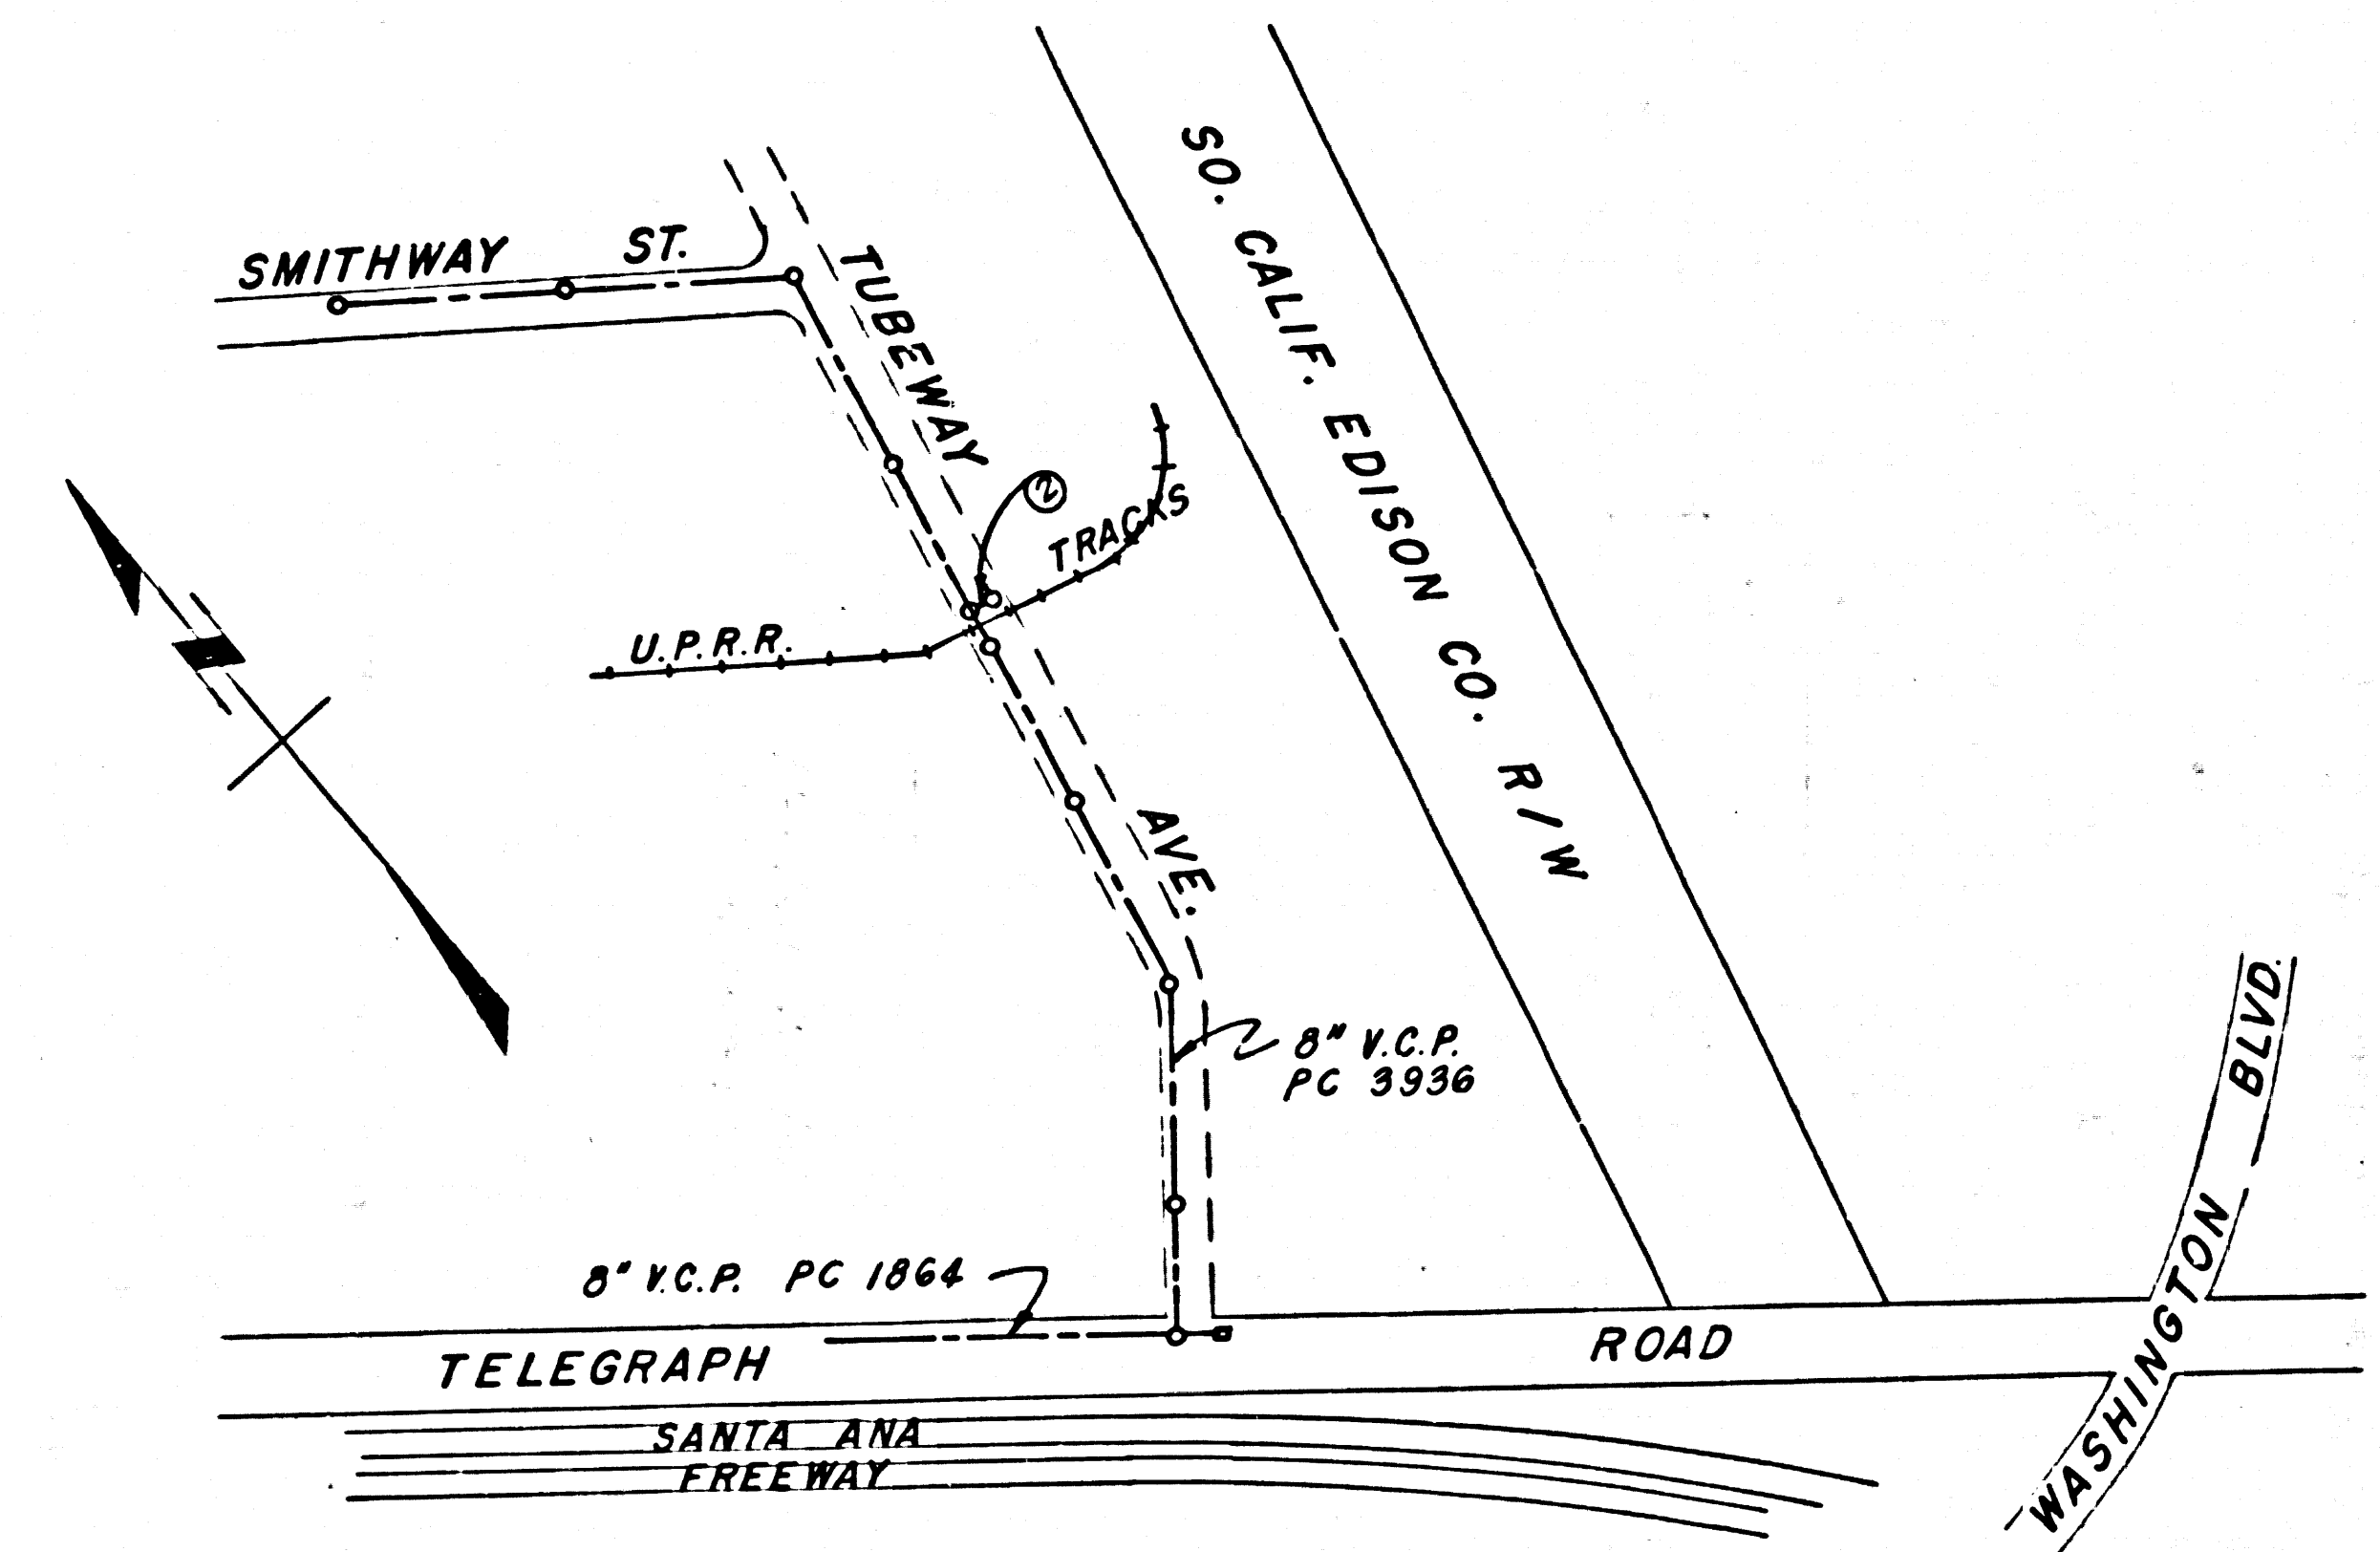 SO. CALIF. EDISON CO. R/W
SMITHWAY ST.
TUBEWAY AVE.
2
TRACKS
U.P.R.R.
8" V.C.P.
PC 3936
8" V.C.P. PC 1864
TELEGRAPH ROAD
WASHINGTON BLVD.
SANTA ANA
FREEWAY